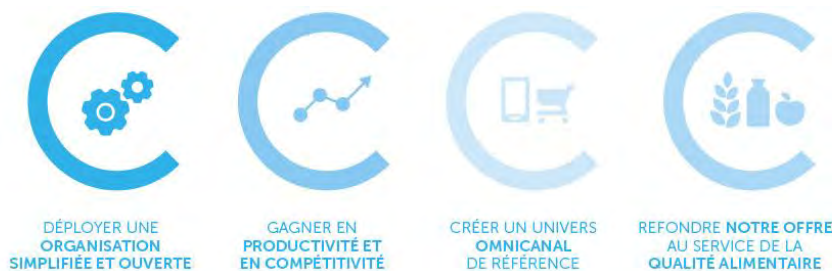 DÉPLOYER UNE
ORGANISATION
SIMPLIFIÉE ET OUVERTE
GAGNER EN
PRODUCTIVITÉ ET
EN COMPÉTITIVITÉ
CRÉER UN UNIVERS
OMNICANAL
DE RÉFÉRENCE
REFONDRE NOTRE OFFRE
AU SERVICE DE LA
QUALITÉ ALIMENTAIRE